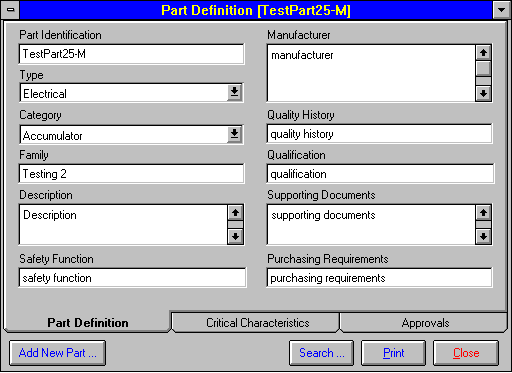 Part Definition [TestPart25-M]
Part Identification
TestPart25-M
Type
Electrical
Category
Accumulator
Family
Testing 2
Description
Description
Safety Function
safety function
Manufacturer
manufacturer
Quality History
quality history
Qualification
qualification
Supporting Documents
supporting documents
Purchasing Requirements
purchasing requirements
Part Definition
Critical Characteristics
Approvals
Add New Part ...
Search ...
Print
Close